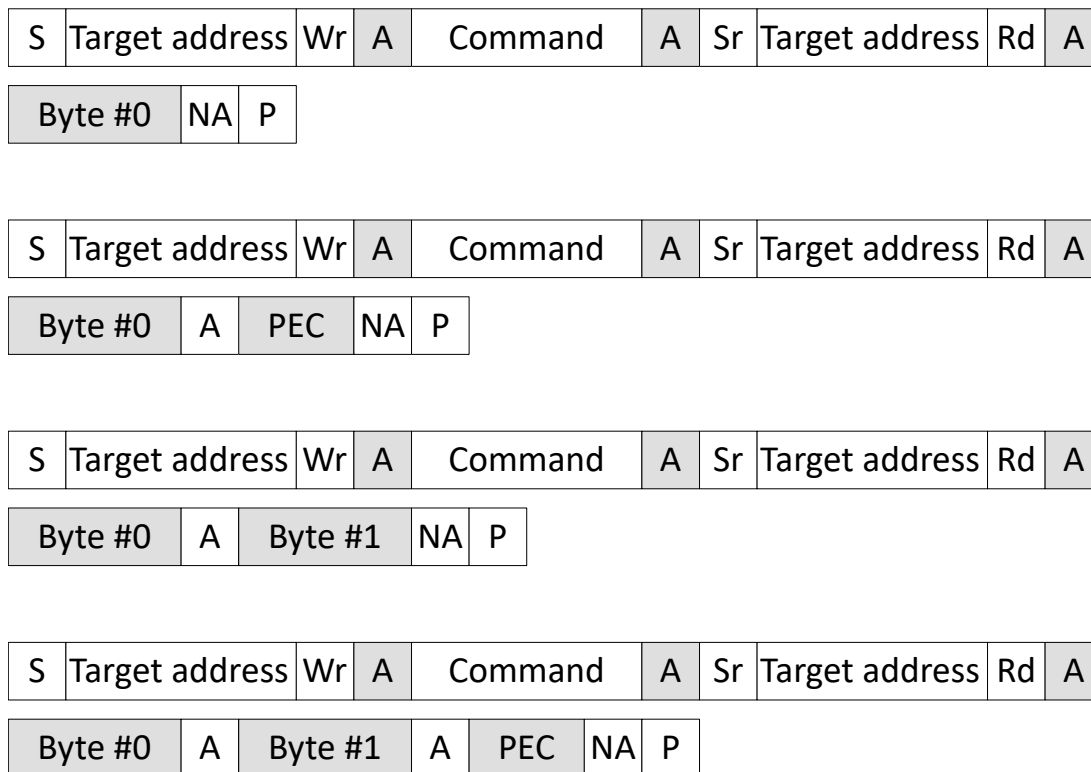 S Target address Wr A Command A Sr Target address Rd A
Byte #0 NA P
S Target address Wr A Command A Sr Target address Rd A
Byte #0 A PEC NA P
S Target address Wr A Command A Sr Target address Rd A
Byte #0 A Byte #1 NA P
S Target address Wr A Command A Sr Target address Rd A
Byte #0 A Byte #1 A PEC NA P